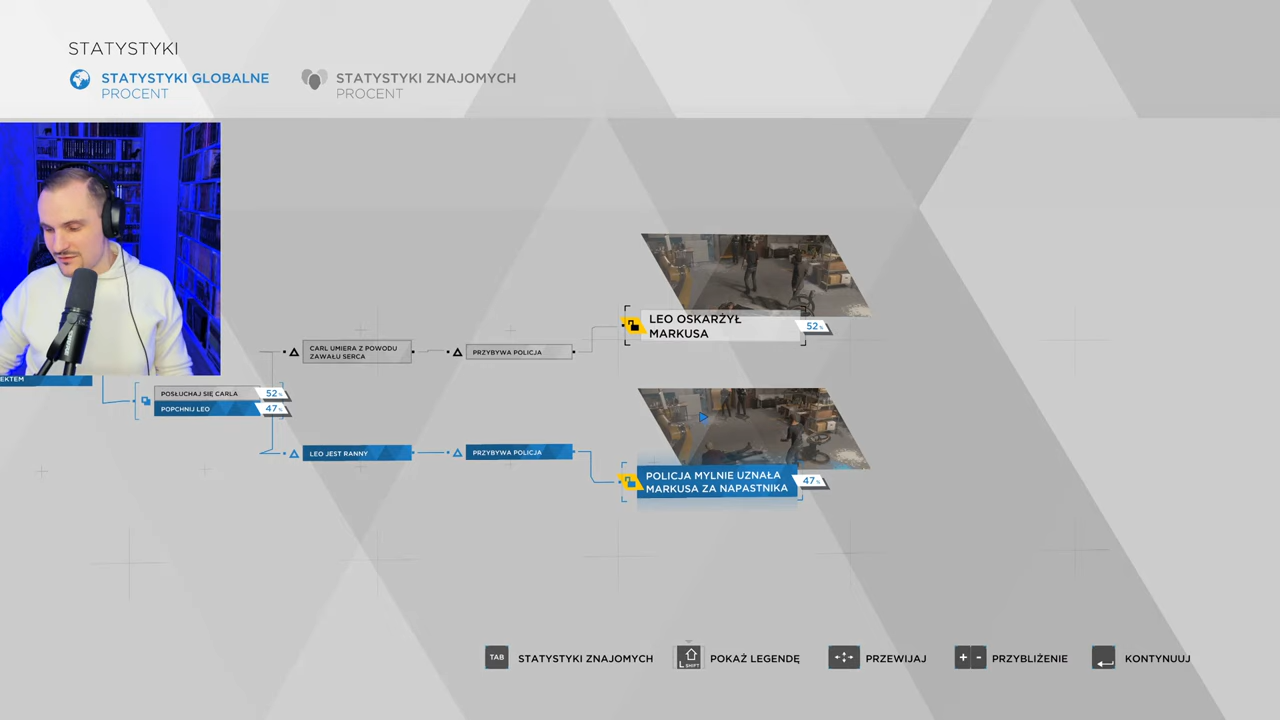 STATYSTYKI
STATYSTYKI GLOBALNE
PROCENT
STATYSTYKI ZNAJOMYCH
PROCENT
LEO OSKARŻYŁ
MARKUSA
52%
CARL UMIERA Z POWODU
ZAWAŁU SERCA
PRZYBYWA POLICJA
EKTEM
POSŁUCHAJ SIĘ CARLA
52%
POPCHNIJ LEO
47%
LEO JEST RANNY
PRZYBYWA POLICJA
POLICJA MYLNIE UZNAŁA
MARKUSA ZA NAPASTNIKA
47%
TAB
STATYSTYKI ZNAJOMYCH
L SHIFT
POKAŻ LEGENDĘ
PRZEWIJAJ
+ -
PRZYBLIŻENIE
KONTYNUUJ